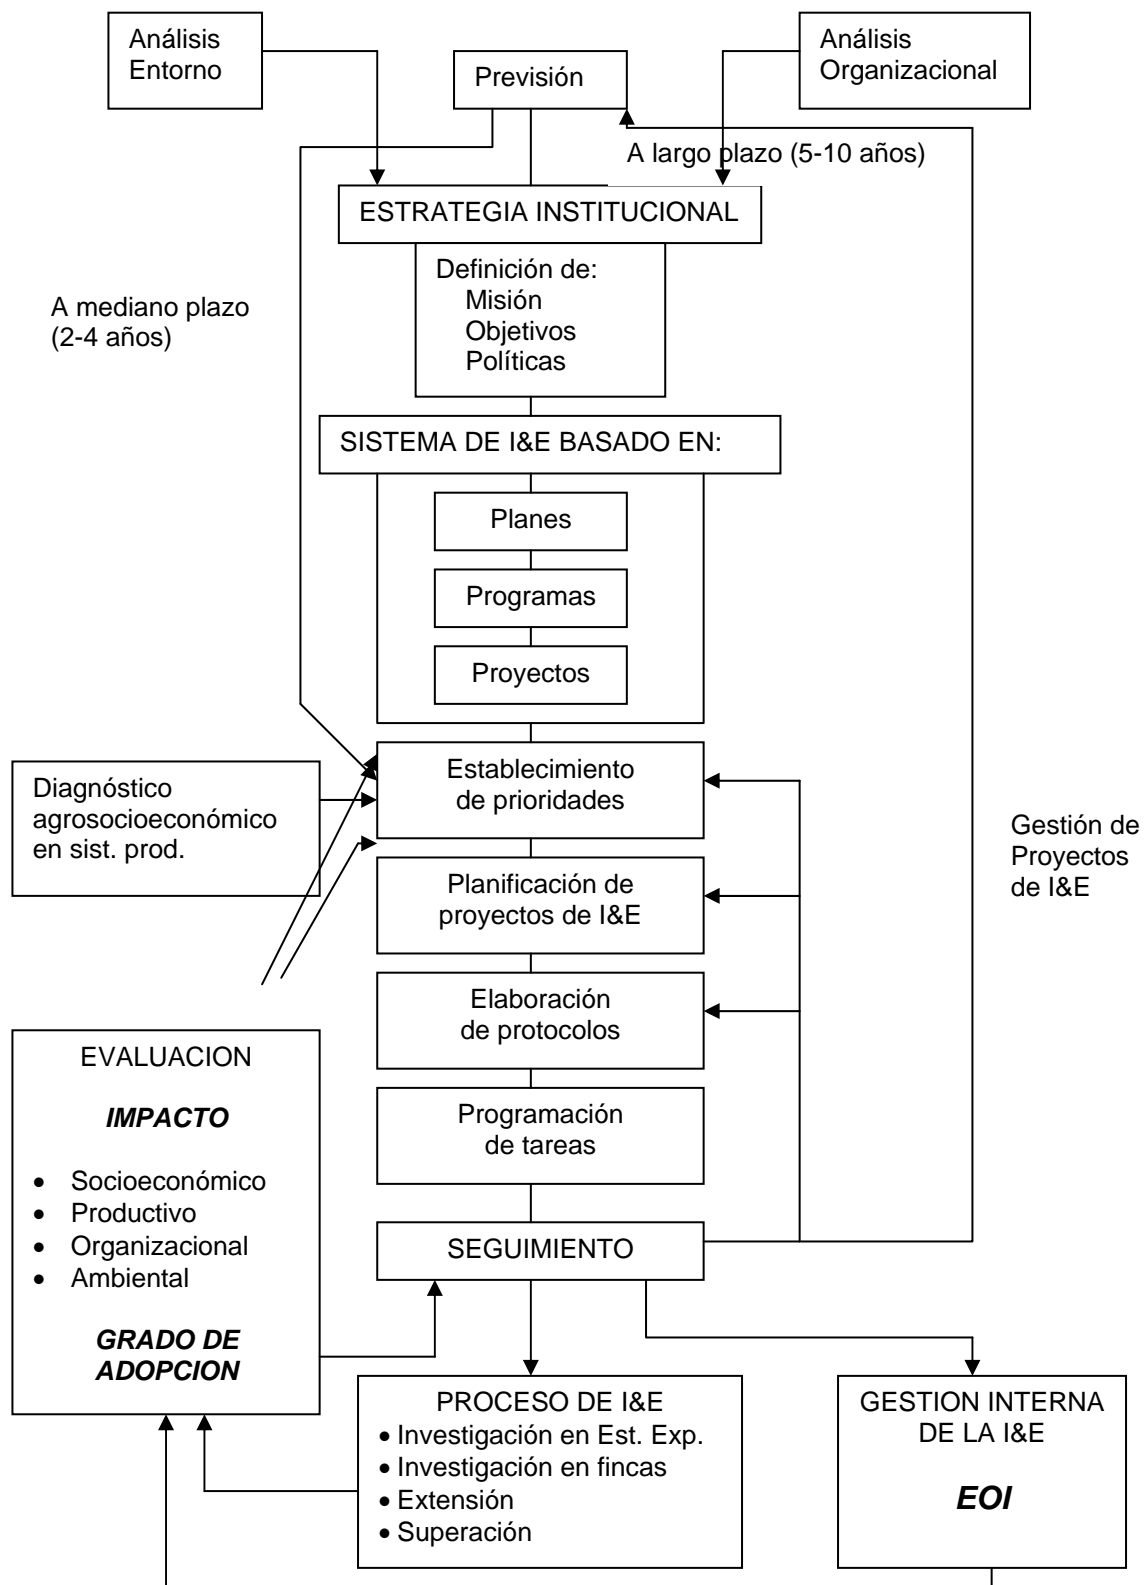 Análisis
Entorno
Previsión
Análisis
Organizacional
A largo plazo (5-10 años)
ESTRATEGIA INSTITUCIONAL
Definición de:
Misión
Objetivos
Políticas
A mediano plazo
(2-4 años)
SISTEMA DE I&E BASADO EN:
Planes
Programas
Proyectos
Establecimiento
de prioridades
Diagnóstico
agrosocioeconómico
en sist. prod.
Gestión de
Proyectos
de I&E
Planificación de
proyectos de I&E
Elaboración
de protocolos
Programación
de tareas
SEGUIMIENTO
EVALUACION
IMPACTO
• Socioeconómico
• Productivo
• Organizacional
• Ambiental
GRADO DE
ADOPCION
PROCESO DE I&E
• Investigación en Est. Exp.
• Investigación en fincas
• Extensión
• Superación
GESTION INTERNA
DE LA I&E
EOI